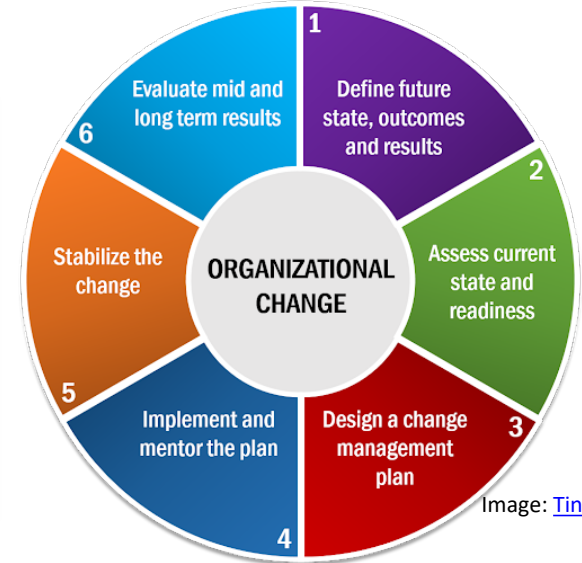 1
Define future
state, outcomes
and results
2
Assess current
state and
readiness
3
Design a change
management
plan
4
Implement and
mentor the plan
5
Stabilize the
change
6
Evaluate mid and
long term results
ORGANIZATIONAL
CHANGE
Image: Tin